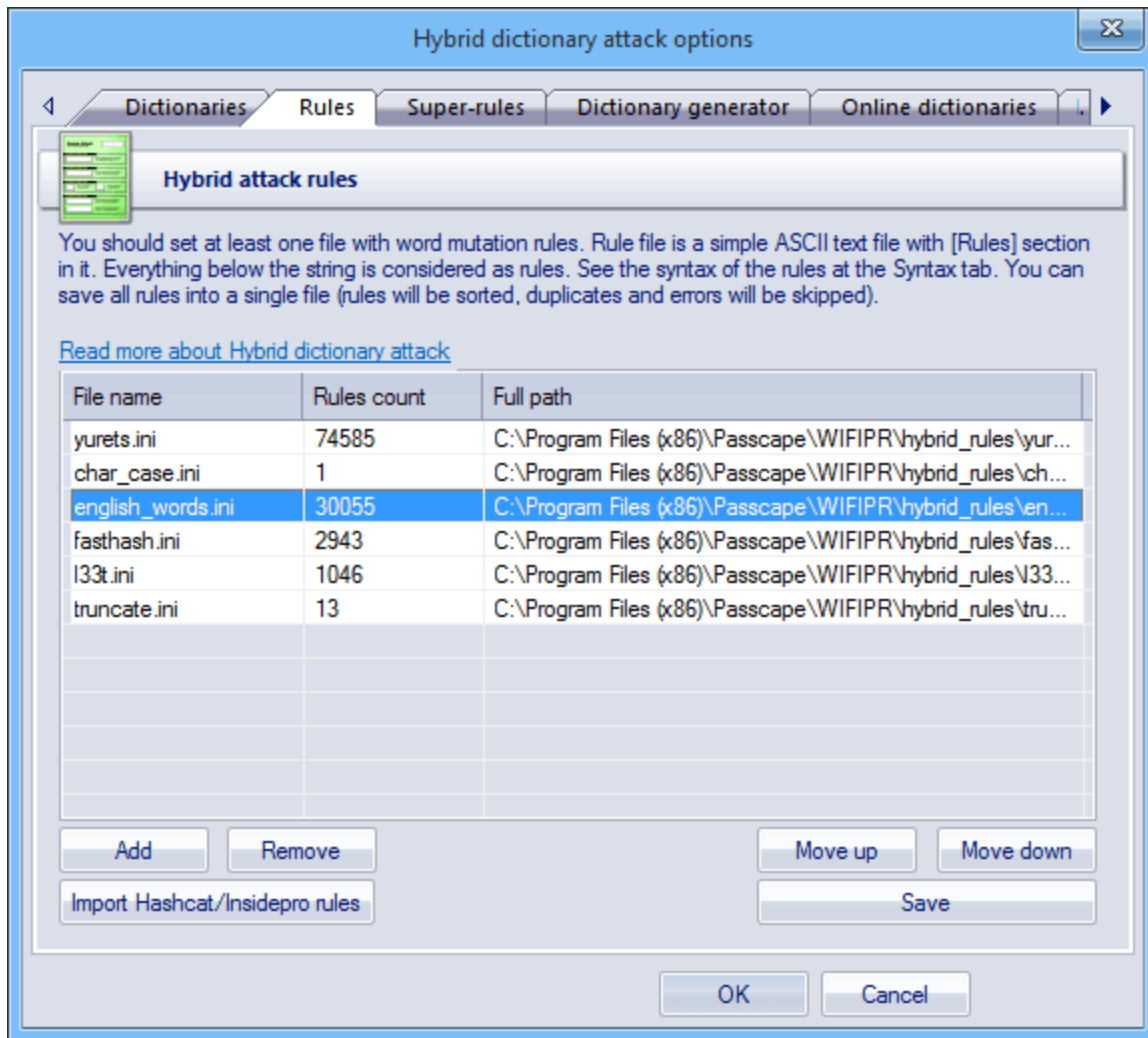 Hybrid dictionary attack options
Dictionaries Rules Super-rules Dictionary generator Online dictionaries
Hybrid attack rules
You should set at least one file with word mutation rules. Rule file is a simple ASCII text file with [Rules] section
in it. Everything below the string is considered as rules. See the syntax of the rules at the Syntax tab. You can
save all rules into a single file (rules will be sorted, duplicates and errors will be skipped).
Read more about Hybrid dictionary attack
File name Rules count Full path
yurets.ini 74585 C:\Program Files (x86)\Passcape\WIFIPR\hybrid_rules\yur...
char_case.ini 1 C:\Program Files (x86)\Passcape\WIFIPR\hybrid_rules\ch...
english_words.ini 30055 C:\Program Files (x86)\Passcape\WIFIPR\hybrid_rules\en...
fasthash.ini 2943 C:\Program Files (x86)\Passcape\WIFIPR\hybrid_rules\fas...
l33t.ini 1046 C:\Program Files (x86)\Passcape\WIFIPR\hybrid_rules\l33...
truncate.ini 13 C:\Program Files (x86)\Passcape\WIFIPR\hybrid_rules\tru...
Add Remove Move up Move down
Import Hashcat/Insidepro rules Save
OK Cancel